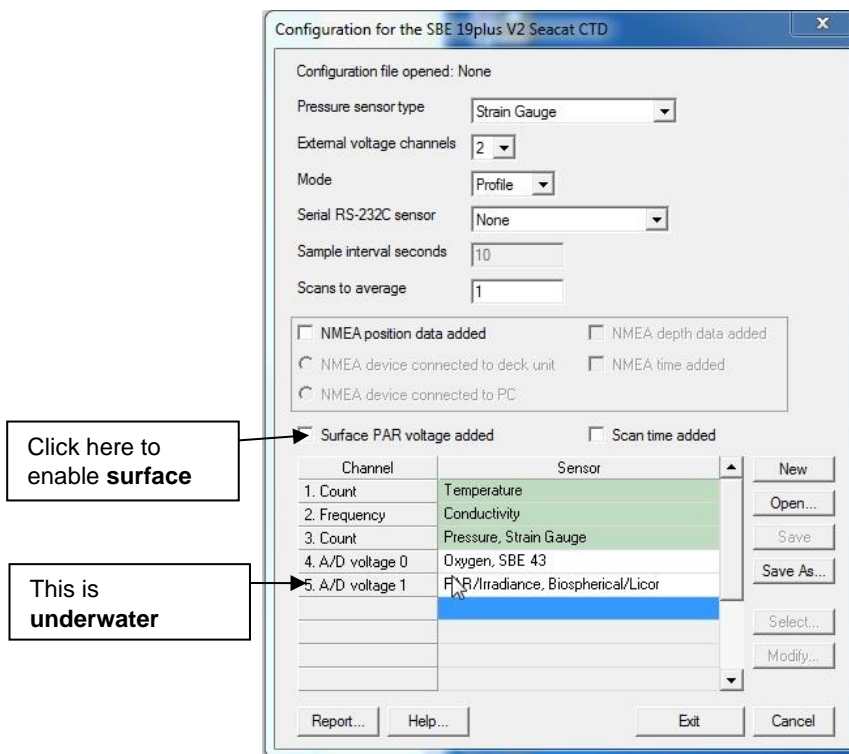 Configuration for the SBE 19plus V2 Seacat CTD
x
Configuration file opened: None
Pressure sensor type
Strain Gauge
External voltage channels
2
Mode
Profile
Serial RS-232C sensor
None
Sample interval seconds
10
Scans to average
1
NMEA position data added
NMEA depth data added
NMEA device connected to deck unit
NMEA time added
NMEA device connected to PC
Click here to
enable surface
Surface PAR voltage added
Scan time added
Channel
Sensor
New
1. Count
Temperature
Open...
2. Frequency
Conductivity
3. Count
Pressure, Strain Gauge
Save
4. A/D voltage 0
Oxygen, SBE 43
Save As...
This is
underwater
5. A/D voltage 1
PAR/Irradiance, Biospherical/Licor
Select...
Modify...
Report...
Help...
Exit
Cancel